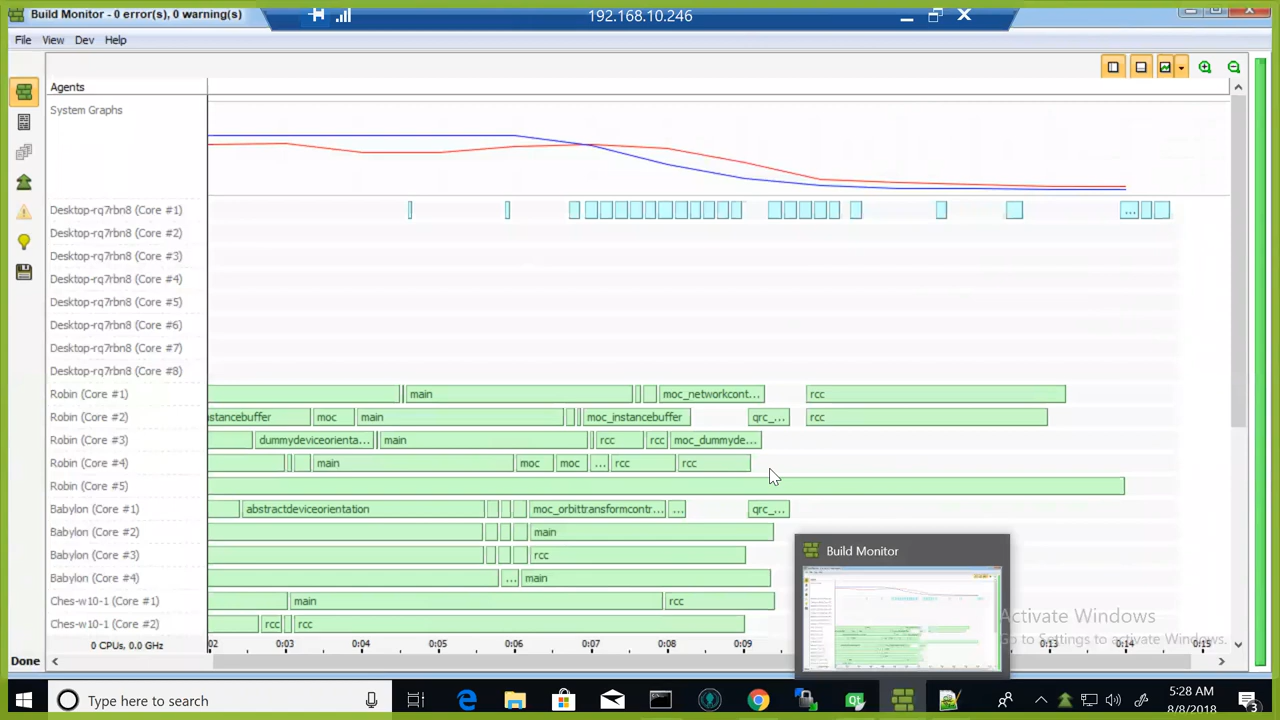 Build Monitor - 0 error(s), 0 warning(s)
192.168.10.246
File View Dev Help
Agents
System Graphs
Desktop-rq7rbn8 (Core #1)
...
Desktop-rq7rbn8 (Core #2)
Desktop-rq7rbn8 (Core #3)
Desktop-rq7rbn8 (Core #4)
Desktop-rq7rbn8 (Core #5)
Desktop-rq7rbn8 (Core #6)
Desktop-rq7rbn8 (Core #7)
Desktop-rq7rbn8 (Core #8)
Robin (Core #1) main moc_networkcont... rcc
Robin (Core #2) nstancebuffer moc main moc_instancebuffer qrc_... rcc
Robin (Core #3) dummydeviceorienta... main rcc rcc moc_dummyde...
Robin (Core #4) main moc moc ... rcc rcc
Robin (Core #5)
Babylon (Core #1) abstractdeviceorientation moc_orbittransformcontr... ... qrc_...
Babylon (Core #2) main
Babylon (Core #3) rcc
Babylon (Core #4) ... main
Ches-w10-1 (Core #1) main rcc
Ches-w10-1 (Core #2) rcc rcc
0 CPUs, 0.0 GHz 02 0:03 0:04 0:05 0:06 0:07 0:08 0:09 0:13 0:14 0:15
Done
Build Monitor
Activate Windows
Go to Settings to activate Windows.
Type here to search
5:28 AM
8/8/2018
3